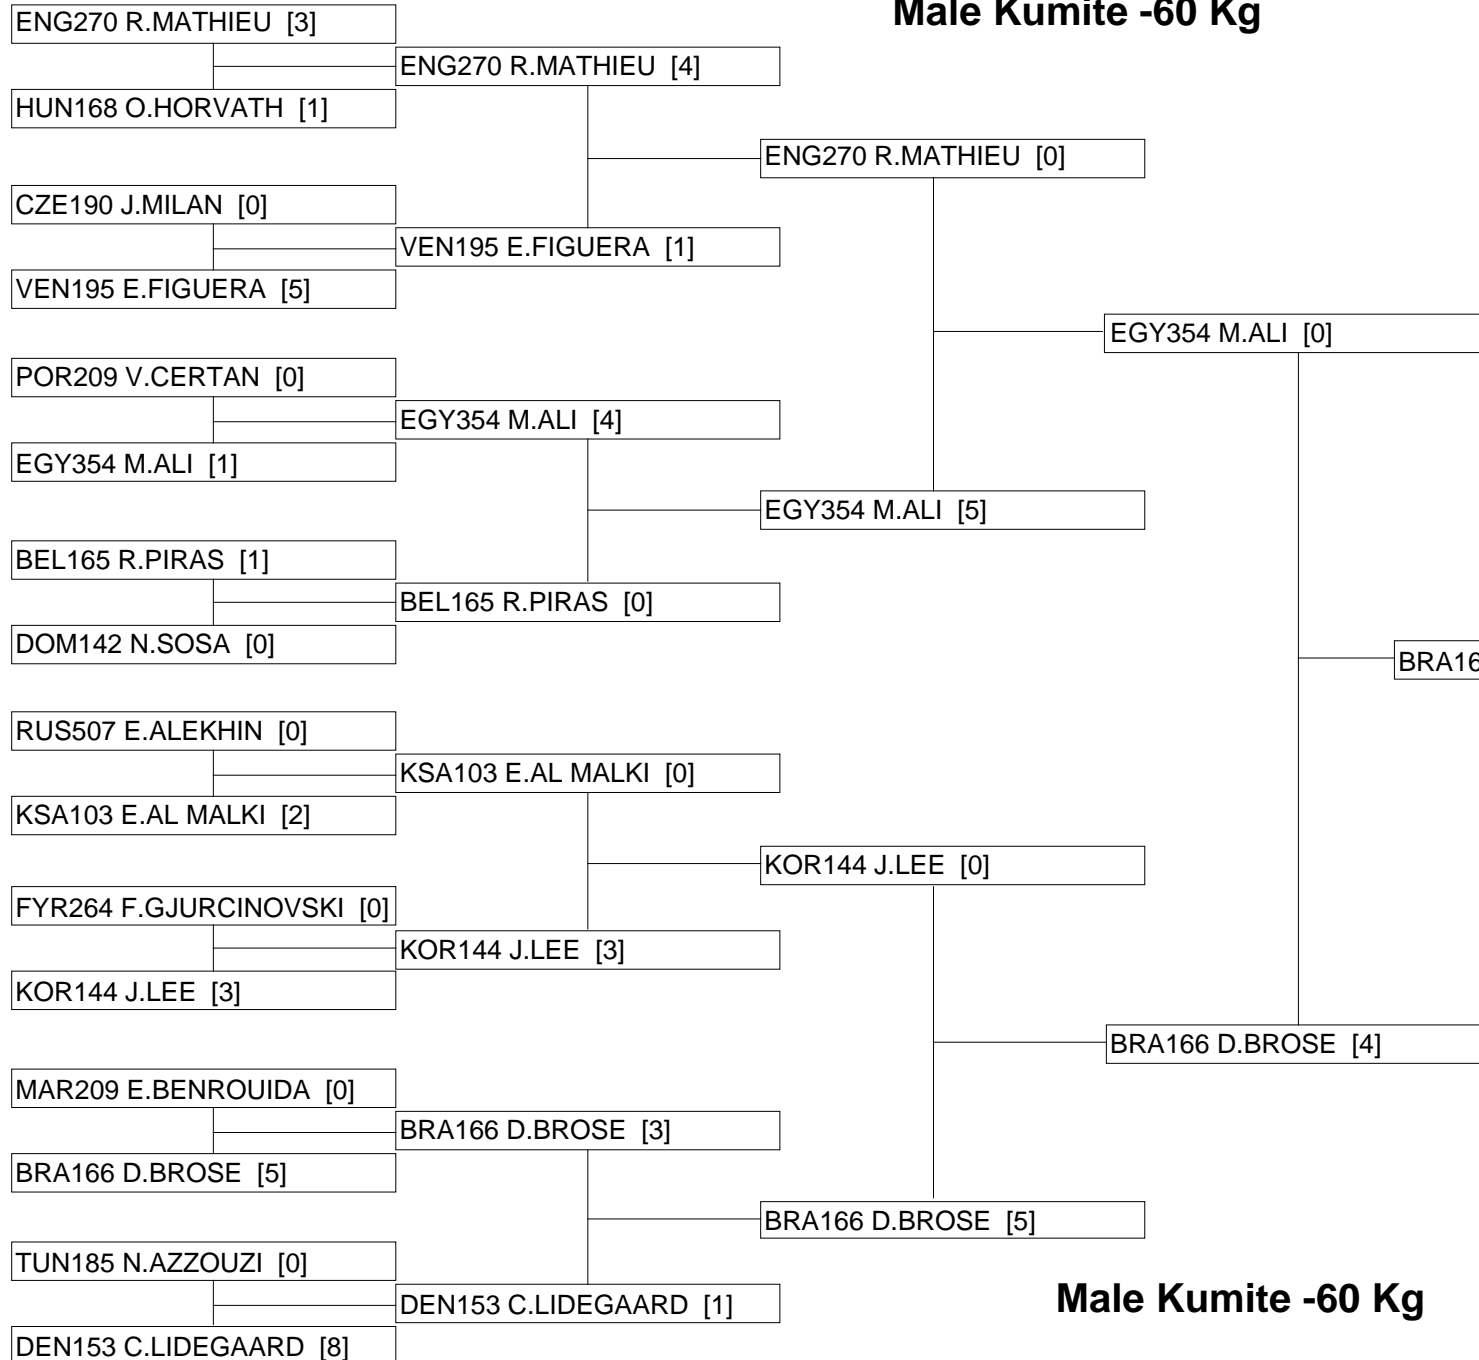 Male Kumite -60 Kg
ENG270 R.MATHIEU [3]
ENG270 R.MATHIEU [4]
HUN168 O.HORVATH [1]
ENG270 R.MATHIEU [0]
CZE190 J.MILAN [0]
VEN195 E.FIGUERA [1]
VEN195 E.FIGUERA [5]
EGY354 M.ALI [0]
POR209 V.CERTAN [0]
EGY354 M.ALI [4]
EGY354 M.ALI [1]
EGY354 M.ALI [5]
BEL165 R.PIRAS [1]
BEL165 R.PIRAS [0]
DOM142 N.SOSA [0]
BRA16
RUS507 E.ALEKHIN [0]
KSA103 E.AL MALKI [0]
KSA103 E.AL MALKI [2]
KOR144 J.LEE [0]
FYR264 F.GJURCINOVSKI [0]
KOR144 J.LEE [3]
KOR144 J.LEE [3]
BRA166 D.BROSE [4]
MAR209 E.BENROUIDA [0]
BRA166 D.BROSE [3]
BRA166 D.BROSE [5]
BRA166 D.BROSE [5]
TUN185 N.AZZOUZI [0]
DEN153 C.LIDEGAARD [1]
Male Kumite -60 Kg
DEN153 C.LIDEGAARD [8]